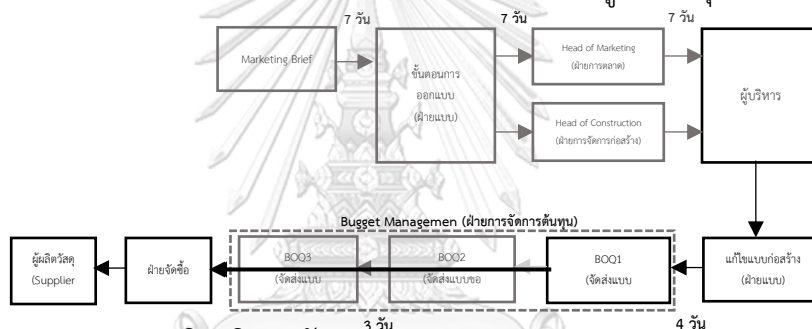 7 วัน
7 วัน
7 วัน
Marketing Brief
ขั้นตอนการ
ออกแบบ
(ฝ่ายแบบ)
Head of Marketing
(ฝ่ายการตลาด)
Head of Construction
(ฝ่ายการจัดการก่อสร้าง)
ผู้บริหาร
Bugget Managemen (ฝ่ายการจัดการต้นทุน)
ผู้ผลิตวัสดุ
(Supplier
ฝ่ายจัดซื้อ
BOQ3
(จัดส่งแบบ
BOQ2
(จัดส่งแบบขอ
BOQ1
(จัดส่งแบบ
แก้ไขแบบก่อสร้าง
(ฝ่ายแบบ)
3 วัน
4 วัน